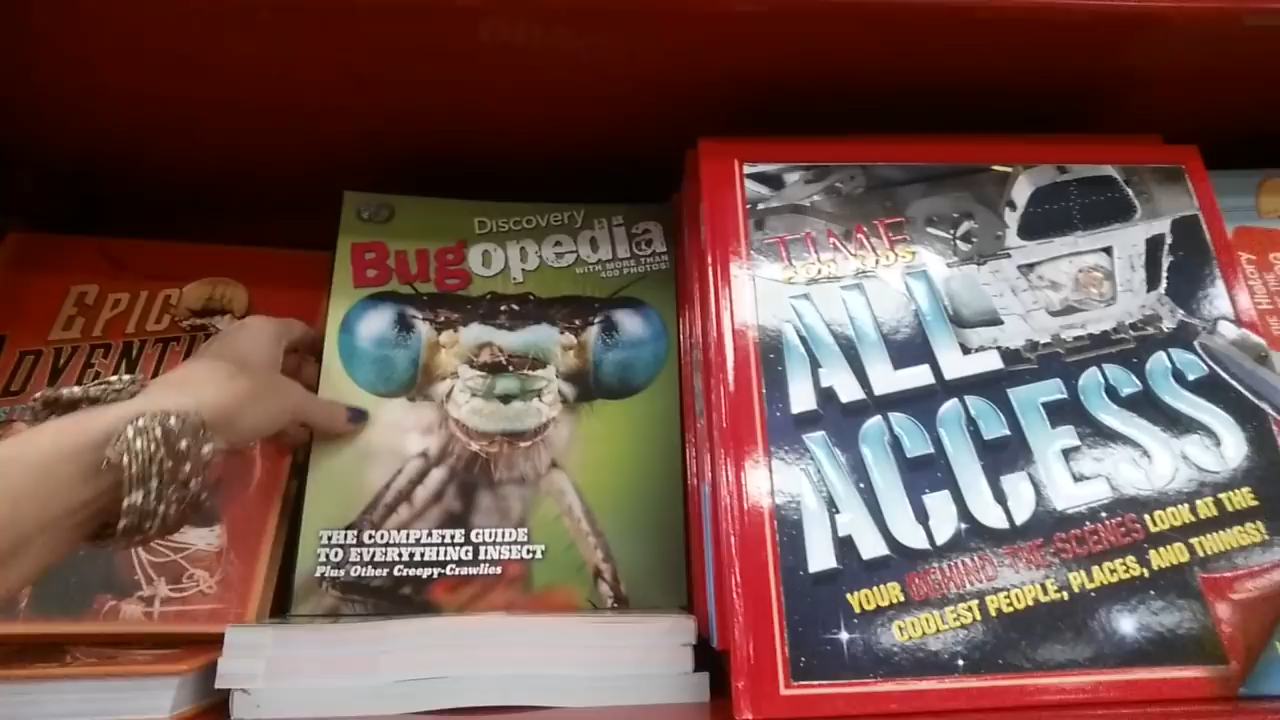 EPIC
Discovery
Bugopedia
WITH MORE THAN
400 PHOTOS!
THE COMPLETE GUIDE
TO EVERYTHING INSECT
Plus Other Creepy-Crawlies
TIME
FOR KIDS
ALL
ACCESS
YOUR BEHIND-THE-SCENES LOOK AT THE
COOLEST PEOPLE, PLACES, AND THINGS!
History